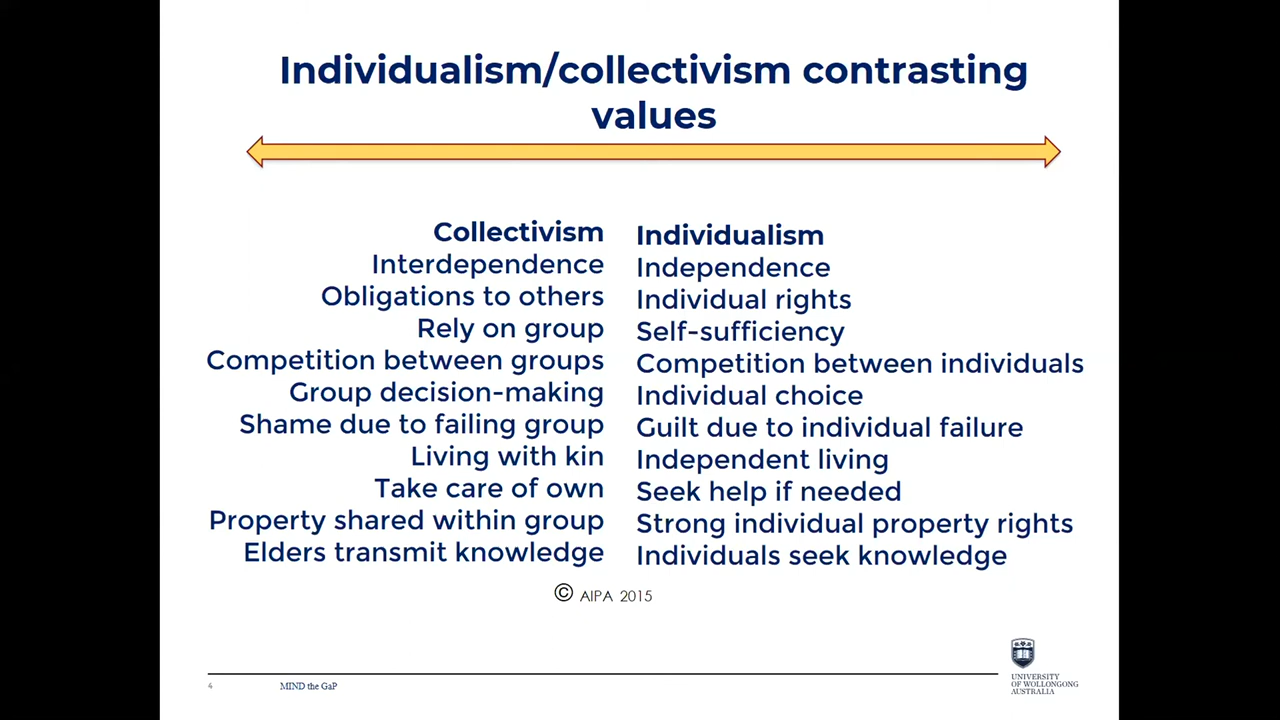 Individualism/collectivism contrasting
values
Collectivism
Interdependence
Obligations to others
Rely on group
Competition between groups
Group decision-making
Shame due to failing group
Living with kin
Take care of own
Property shared within group
Elders transmit knowledge
Individualism
Independence
Individual rights
Self-sufficiency
Competition between individuals
Individual choice
Guilt due to individual failure
Independent living
Seek help if needed
Strong individual property rights
Individuals seek knowledge
© AIPA 2015
4
MIND the GaP
UNIVERSITY
OF WOLLONGONG
AUSTRALIA